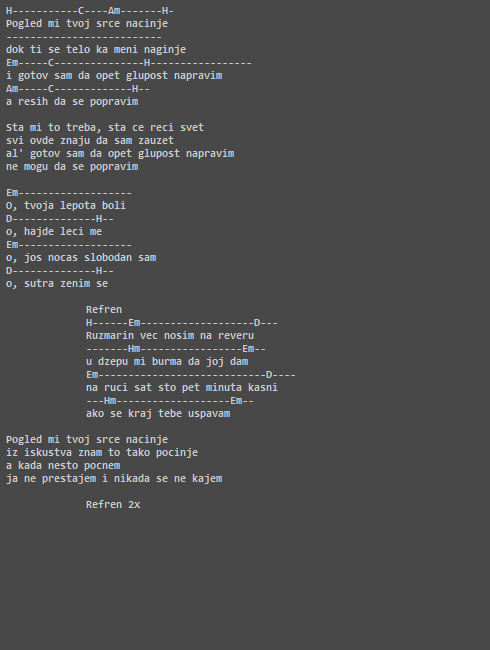 H-----------C----Am-------H-
Pogled mi tvoj srce nacinje
--------------------------
dok ti se telo ka meni naginje
Em-----C---------------H-----------------
i gotov sam da opet glupost napravim
Am-----C-------------H--
a resih da se popravim
Sta mi to treba, sta ce reci svet
svi ovde znaju da sam zauzet
al' gotov sam da opet glupost napravim
ne mogu da se popravim
Em-------------------
O, tvoja lepota boli
D--------------H--
o, hajde leci me
Em-------------------
o, jos nocas slobodan sam
D--------------H--
o, sutra zenim se
Refren
H------Em-------------------D---
Ruzmarin vec nosim na reveru
-------Hm-----------------Em--
u dzepu mi burma da joj dam
Em----------------------------D----
na ruci sat sto pet minuta kasni
---Hm-------------------Em--
ako se kraj tebe uspavam
Pogled mi tvoj srce nacinje
iz iskustva znam to tako pocinje
a kada nesto pocnem
ja ne prestajem i nikada se ne kajem
Refren 2x